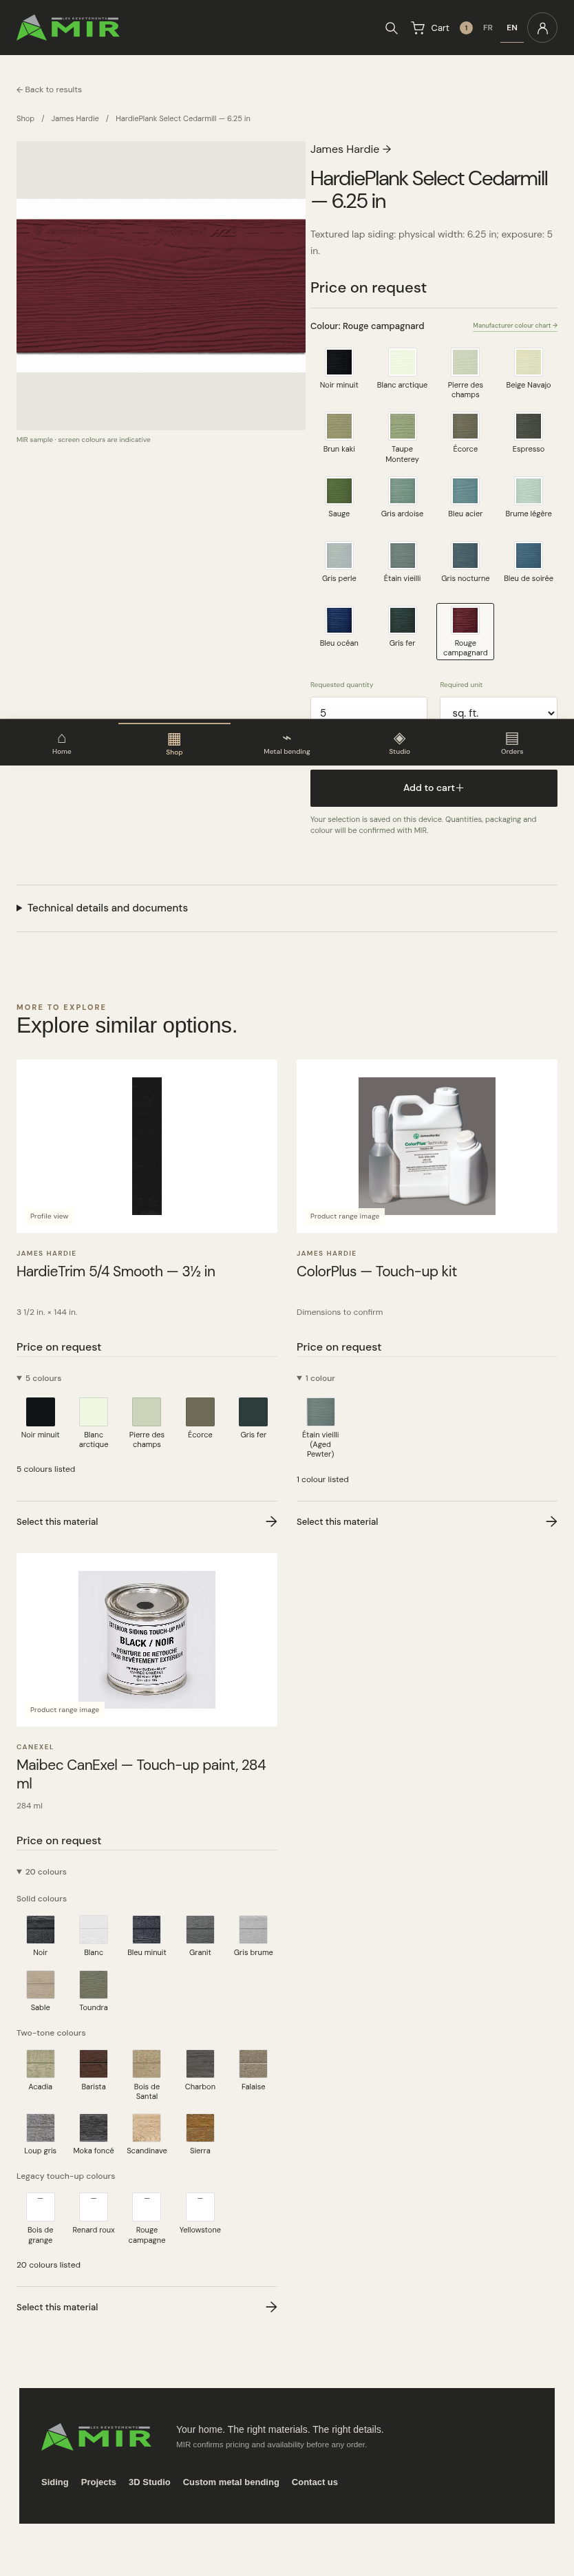 LES REVÊTEMENTS
MIR
Cart
1
FR
EN
← Back to results
Shop / James Hardie / HardiePlank Select Cedarmill — 6.25 in
James Hardie →
HardiePlank Select Cedarmill
— 6.25 in
Textured lap siding: physical width: 6.25 in; exposure: 5
in.
Price on request
Colour: Rouge campagnard
Manufacturer colour chart →
Noir minuit
Blanc arctique
Pierre des
champs
Beige Navajo
MIR sample · screen colours are indicative
Brun kaki
Taupe
Monterey
Écorce
Espresso
Sauge
Gris ardoise
Bleu acier
Brume légère
Gris perle
Étain vieilli
Gris nocturne
Bleu de soirée
Bleu océan
Gris fer
Rouge
campagnard
Requested quantity
Required unit
5
sq. ft.
Home
Shop
Metal bending
Studio
Orders
Add to cart+
Your selection is saved on this device. Quantities, packaging and
colour will be confirmed with MIR.
Technical details and documents
MORE TO EXPLORE
Explore similar options.
Profile view
JamesHardie
ColorPlus Technology
Product range image
JAMES HARDIE
HardieTrim 5/4 Smooth — 3½ in
3 1/2 in. × 144 in.
Price on request
5 colours
Noir minuit
Blanc
arctique
Pierre des
champs
Écorce
Gris fer
5 colours listed
Select this material →
JAMES HARDIE
ColorPlus — Touch-up kit
Dimensions to confirm
Price on request
1 colour
Étain vieilli
(Aged
Pewter)
1 colour listed
Select this material →
EXTERIOR SIDING TOUCH-UP PAINT
BLACK / NOIR
PEINTURE DE RETOUCHE
POUR REVÊTEMENT EXTÉRIEUR
Product range image
CANEXEL
Maibec CanExel — Touch-up paint, 284
ml
284 ml
Price on request
20 colours
Solid colours
Noir
Blanc
Bleu minuit
Granit
Gris brume
Sable
Toundra
Two-tone colours
Acadia
Barista
Bois de
Santal
Charbon
Falaise
Loup gris
Moka foncé
Scandinave
Sierra
Legacy touch-up colours
—
—
—
—
Bois de
grange
Renard roux
Rouge
campagne
Yellowstone
20 colours listed
Select this material →
LES REVÊTEMENTS
MIR
Your home. The right materials. The right details.
MIR confirms pricing and availability before any order.
Siding
Projects
3D Studio
Custom metal bending
Contact us